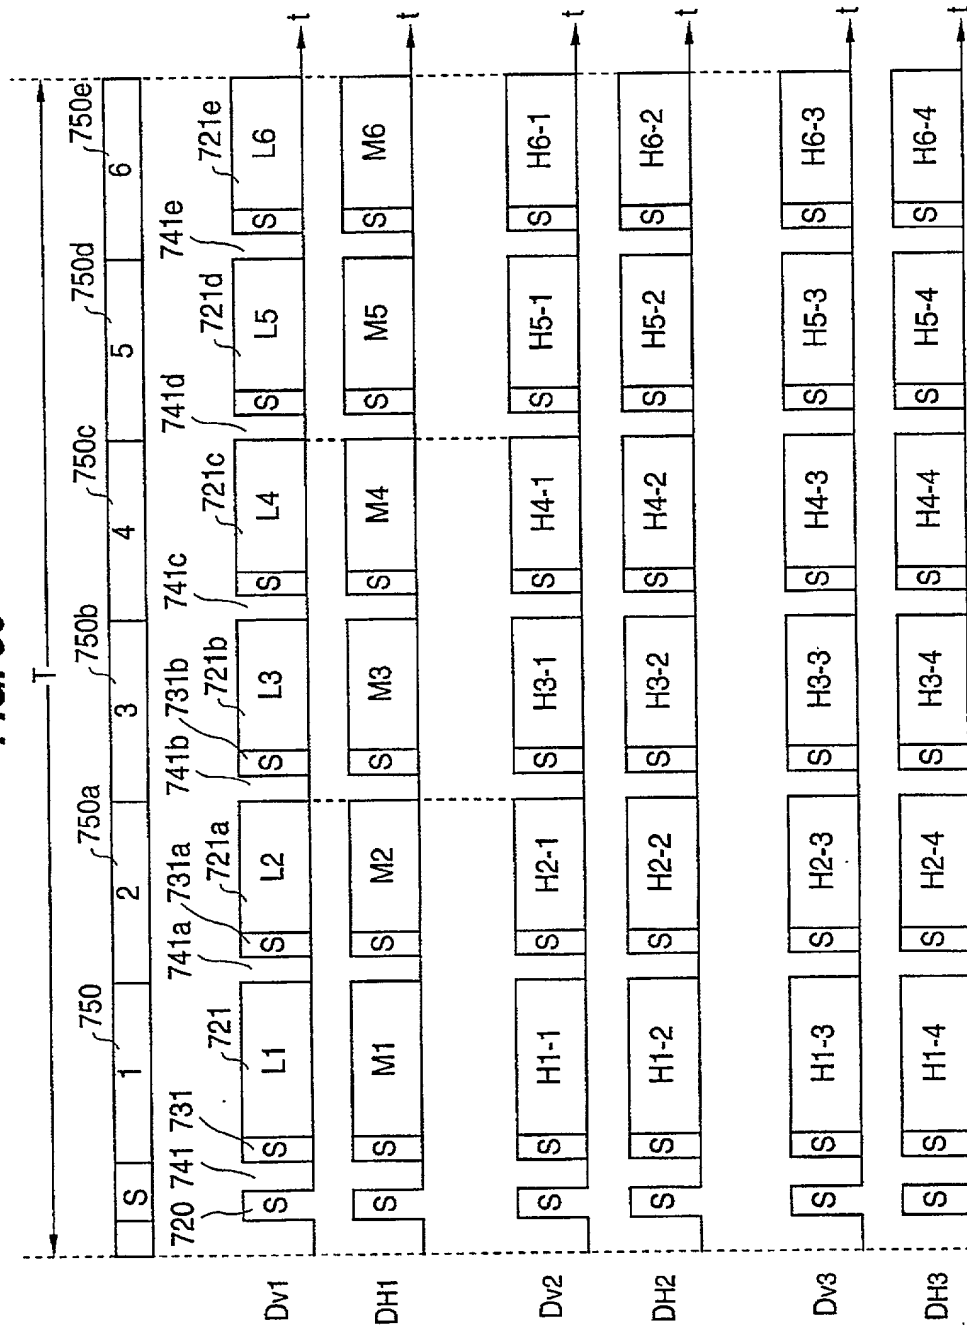 T
750 750a 750b 750c 750d 750e
S 1 2 3 4 5 6
720 741 731 721 741a 731a 721a 741b 731b 721b 741c 721c 741d 721d 741e 721e
Dv1 S S L1 S L2 S L3 S L4 S L5 S L6 t
DH1 S S M1 S M2 S M3 S M4 S M5 S M6 t
Dv2 S S H1-1 S H2-1 S H3-1 S H4-1 S H5-1 S H6-1 t
DH2 S S H1-2 S H2-2 S H3-2 S H4-2 S H5-2 S H6-2 t
Dv3 S S H1-3 S H2-3 S H3-3 S H4-3 S H5-3 S H6-3 t
DH3 S S H1-4 S H2-4 S H3-4 S H4-4 S H5-4 S H6-4 t